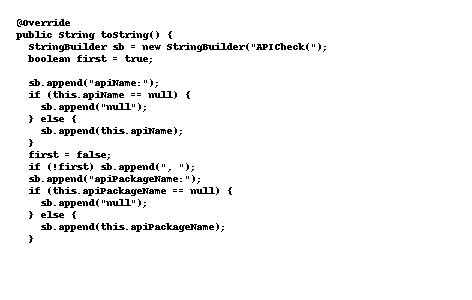 @Override
public String toString() {
  StringBuilder sb = new StringBuilder("APICheck(");
  boolean first = true;

  sb.append("apiName:");
  if (this.apiName == null) {
    sb.append("null");
  } else {
    sb.append(this.apiName);
  }
  first = false;
  if (!first) sb.append(", ");
  sb.append("apiPackageName:");
  if (this.apiPackageName == null) {
    sb.append("null");
  } else {
    sb.append(this.apiPackageName);
  }